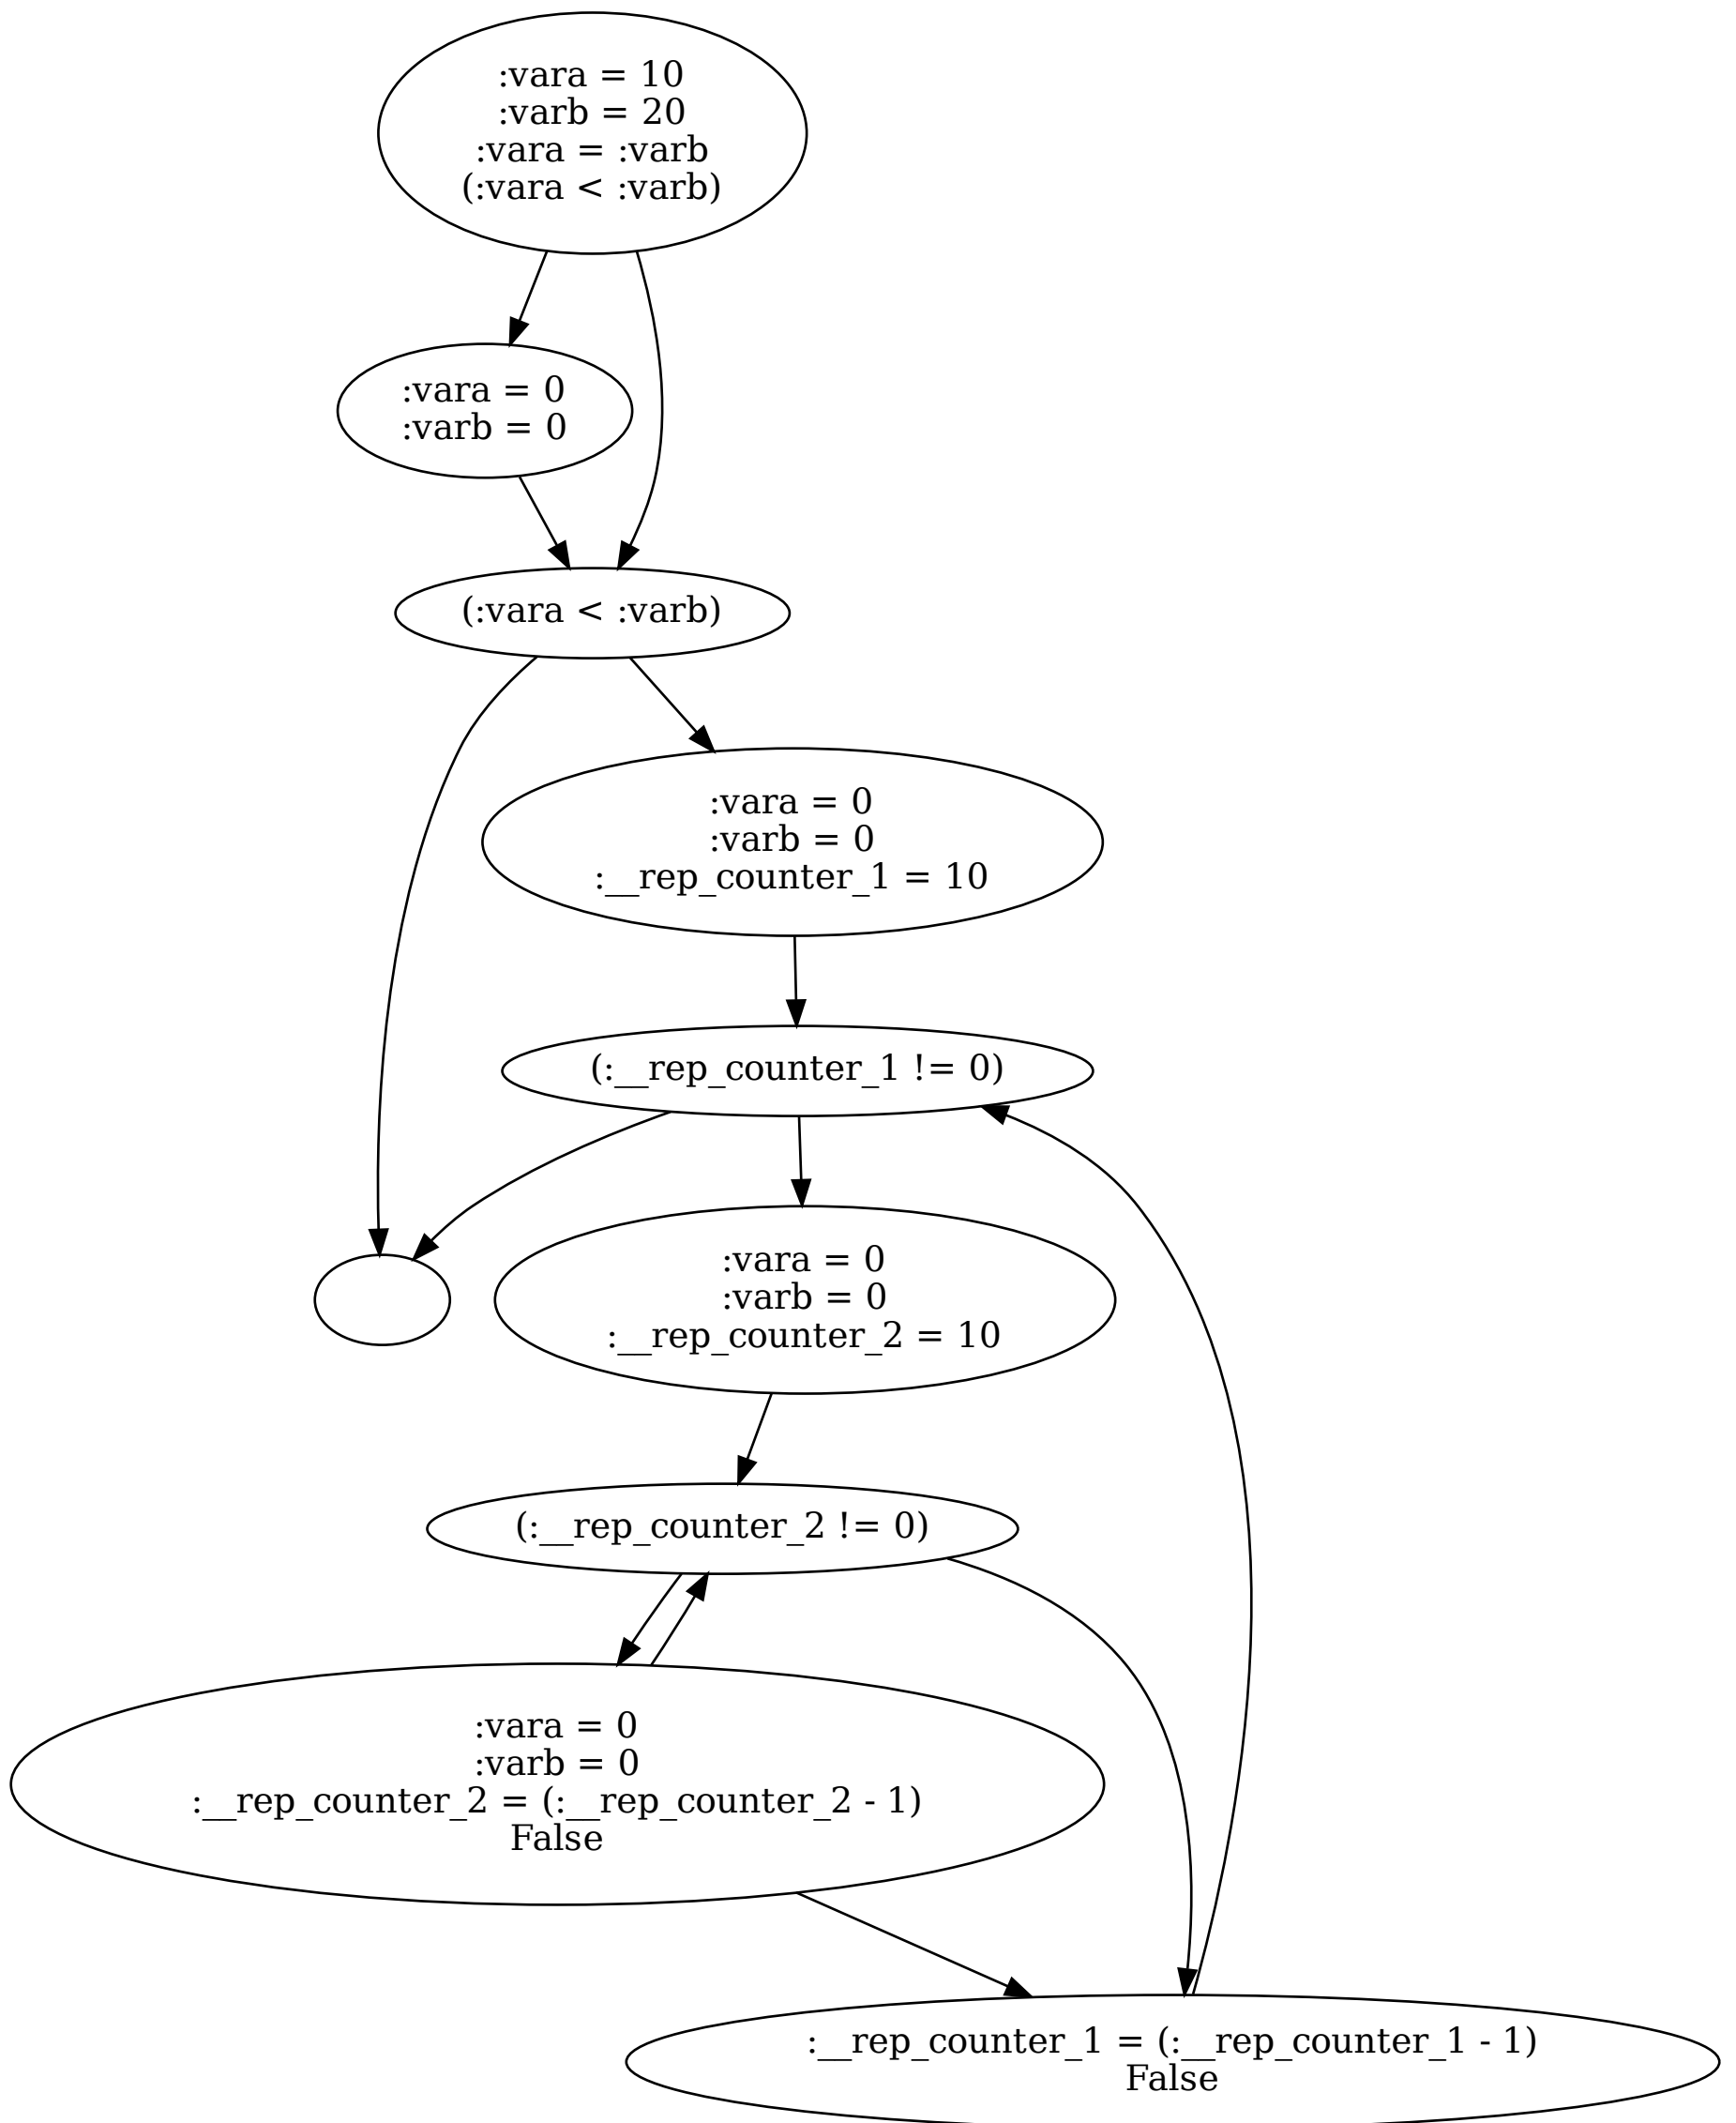 :vara = 10
:varb = 20
:vara = :varb
(:vara < :varb)
:vara = 0
:varb = 0
(:vara < :varb)
:vara = 0
:varb = 0
:__rep_counter_1 = 10
(:__rep_counter_1 != 0)
:vara = 0
:varb = 0
:__rep_counter_2 = 10
(:__rep_counter_2 != 0)
:vara = 0
:varb = 0
:__rep_counter_2 = (:__rep_counter_2 - 1)
False
:__rep_counter_1 = (:__rep_counter_1 - 1)
False